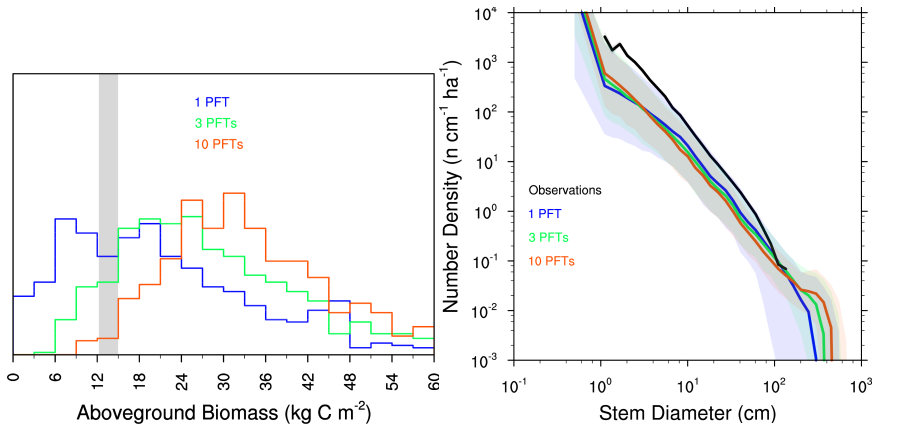 1 PFT
3 PFTs
10 PFTs
0 6 12 18 24 30 36 42 48 54 60
Aboveground Biomass (kg C m⁻²)
Number Density (n cm⁻¹ ha⁻¹)
10⁴
10³
10²
10¹
10⁰
10⁻¹
10⁻²
10⁻³
Observations
1 PFT
3 PFTs
10 PFTs
10⁻¹ 10⁰ 10¹ 10² 10³
Stem Diameter (cm)